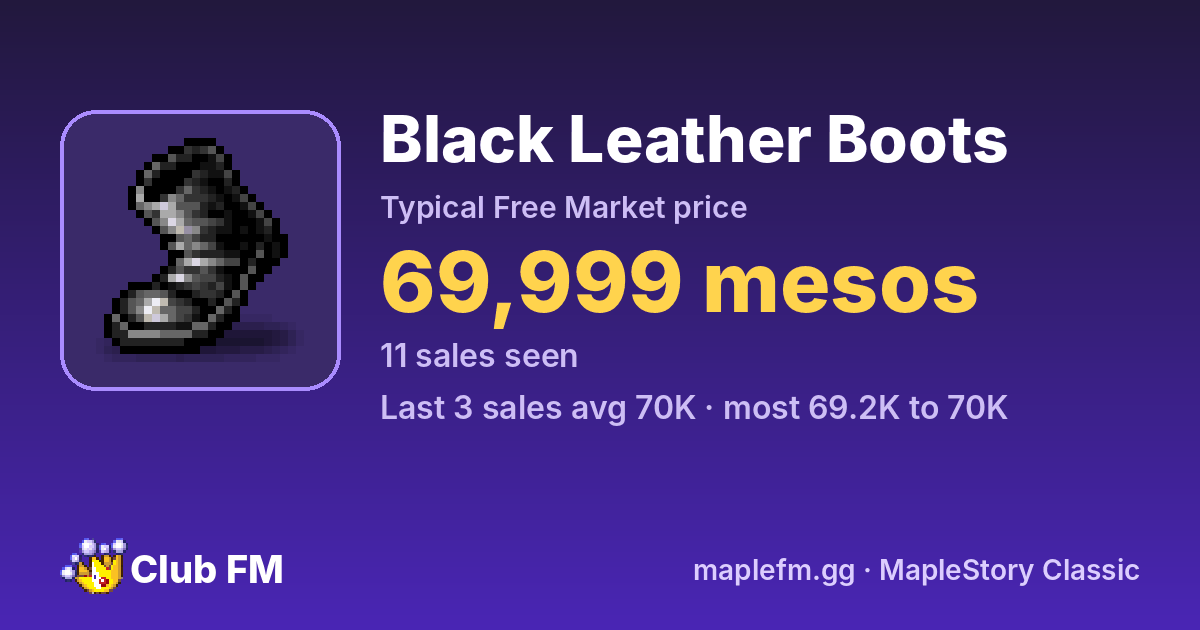 Black Leather Boots
Typical Free Market price
69,999 mesos
11 sales seen
Last 3 sales avg 70K · most 69.2K to 70K
Club FM
maplefm.gg · MapleStory Classic